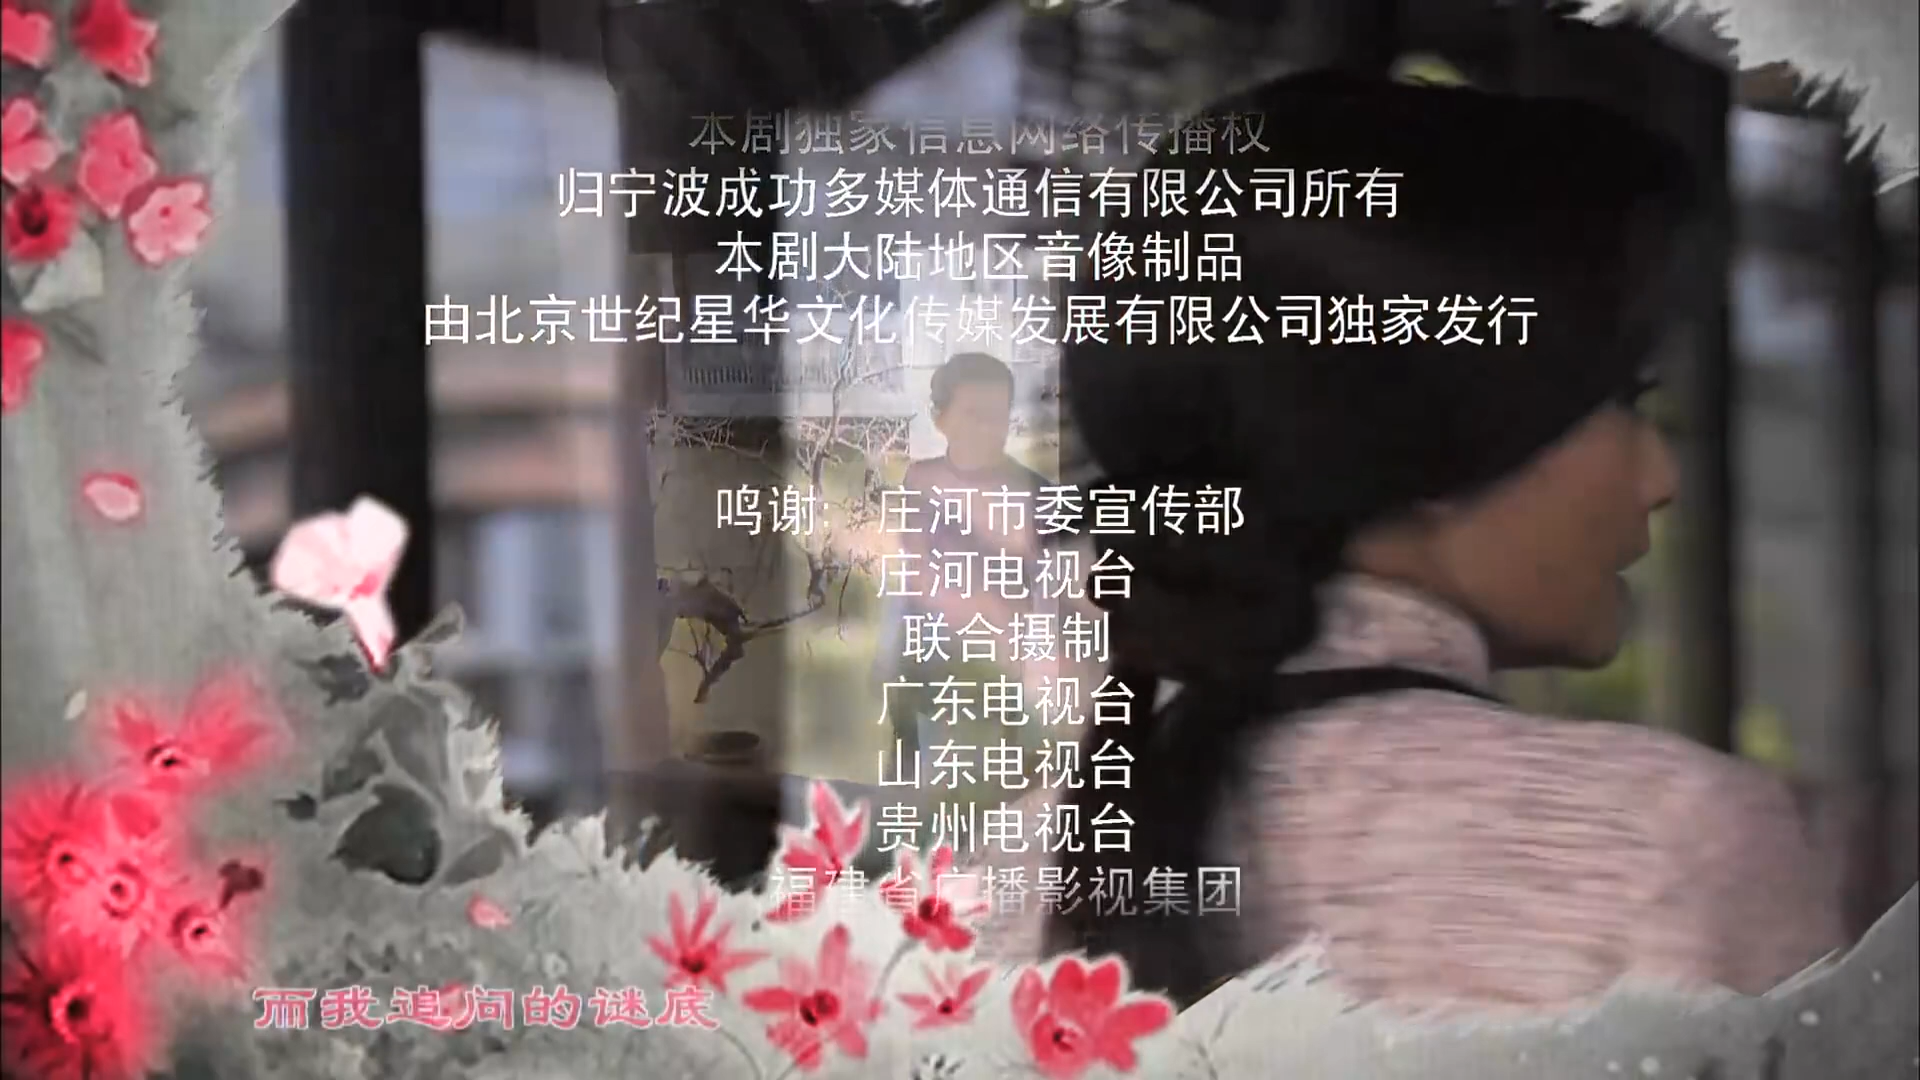 本剧独家信息网络传播权
归宁波成功多媒体通信有限公司所有
本剧大陆地区音像制品
由北京世纪星华文化传媒发展有限公司独家发行
鸣谢: 庄河市委宣传部
庄河电视台
联合摄制
广东电视台
山东电视台
贵州电视台
福建省广播影视集团
而我追问的谜底